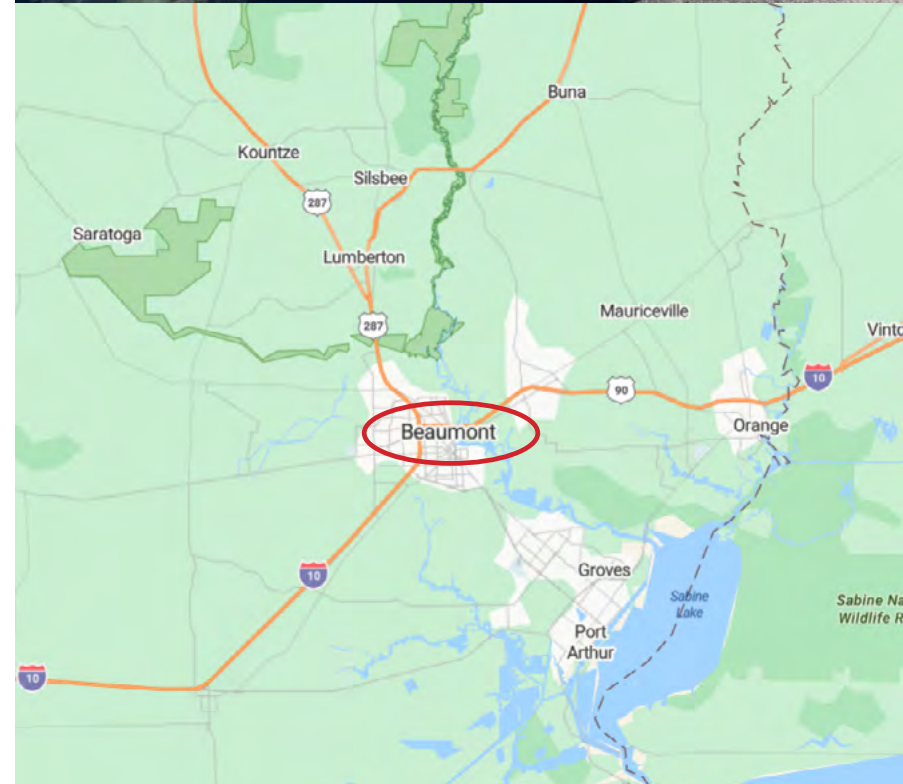 Buna
Kountze
Silsbee
287
Saratoga
Lumberton
Mauriceville
287
Vinto
10
90
Beaumont
Orange
10
Groves
Sabine
Lake
Sabine Na
Wildlife R
Port
Arthur
10